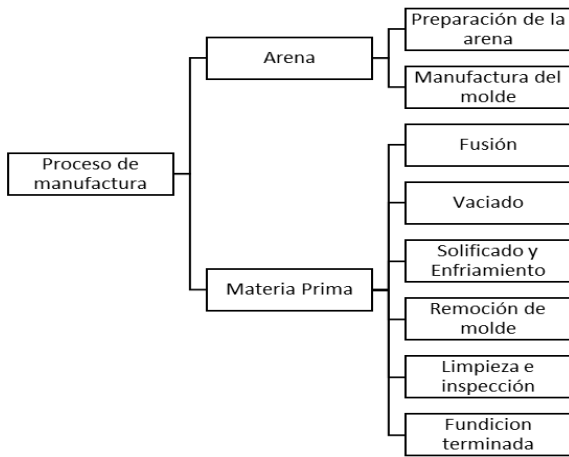 Proceso de
manufactura
Arena
Preparación de la
arena
Manufactura del
molde
Materia Prima
Fusión
Vaciado
Solificado y
Enfriamiento
Remoción de
molde
Limpieza e
inspección
Fundicion
terminada